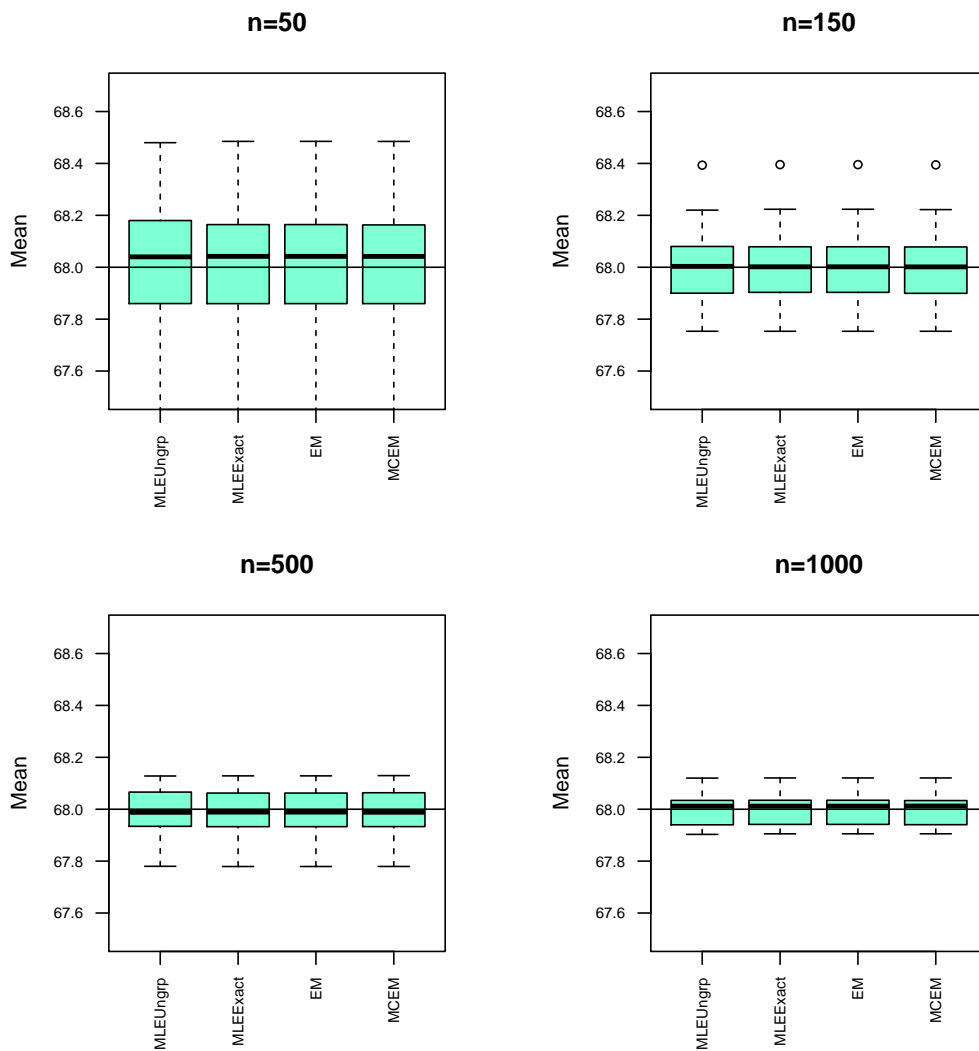 n=50
Mean
68.6
68.4
68.2
68.0
67.8
67.6
MLEUngrp
MLEExact
EM
MCEM
n=150
Mean
68.6
68.4
68.2
68.0
67.8
67.6
MLEUngrp
MLEExact
EM
MCEM
n=500
Mean
68.6
68.4
68.2
68.0
67.8
67.6
MLEUngrp
MLEExact
EM
MCEM
n=1000
Mean
68.6
68.4
68.2
68.0
67.8
67.6
MLEUngrp
MLEExact
EM
MCEM